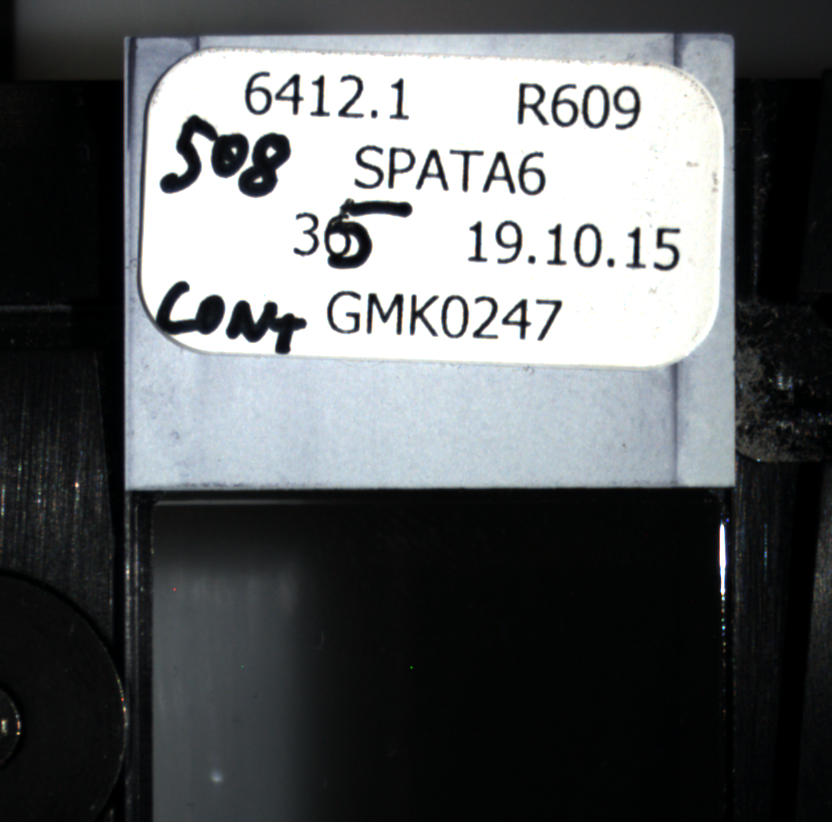 6412.1 R609
508 SPATA6
35 19.10.15
CONT GMK0247